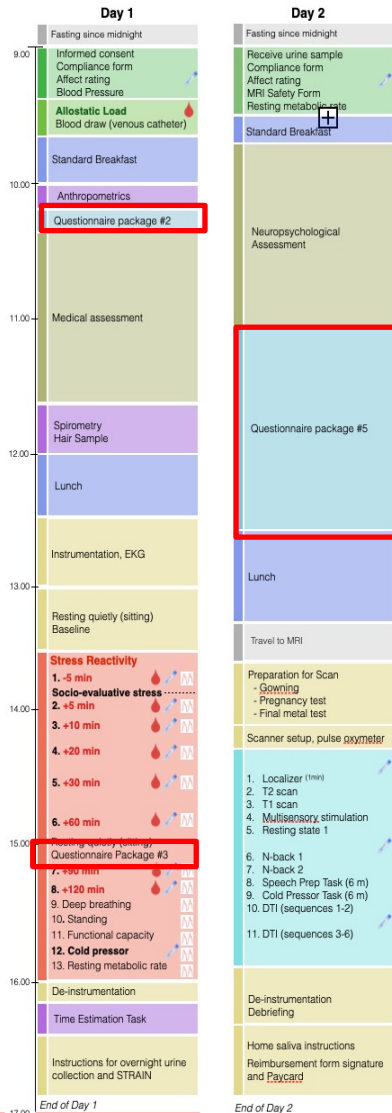 Day 1
Fasting since midnight
9.00
Informed consent
Compliance form
Affect rating
Blood Pressure
Allostatic Load
Blood draw (venous catheter)
Standard Breakfast
10.00
Anthropometrics
Questionnaire package #2
11.00
Medical assessment
Spirometry
Hair Sample
12.00
Lunch
Instrumentation, EKG
13.00
Resting quietly (sitting)
Baseline
Stress Reactivity
1. -5 min
Socio-evaluative stress
14.00
2. +5 min
3. +10 min
4. +20 min
5. +30 min
6. +60 min
15.00
Resting quietly (sitting)
Questionnaire Package #3
7. +90 min
8. +120 min
9. Deep breathing
10. Standing
11. Functional capacity
12. Cold pressor
13. Resting metabolic rate
16.00
De-instrumentation
Time Estimation Task
Instructions for overnight urine
collection and STRAIN
17.00
End of Day 1
Day 2
Fasting since midnight
Receive urine sample
Compliance form
Affect rating
MRI Safety Form
Resting metabolic rate
Standard Breakfast
Neuropsychological
Assessment
Questionnaire package #5
Lunch
Travel to MRI
Preparation for Scan
- Gowning
- Pregnancy test
- Final metal test
Scanner setup, pulse oxymeter
1. Localizer (1min)
2. T2 scan
3. T1 scan
4. Multisensory stimulation
5. Resting state 1
6. N-back 1
7. N-back 2
8. Speech Prep Task (6 m)
9. Cold Pressor Task (6 m)
10. DTI (sequences 1-2)
11. DTI (sequences 3-6)
De-instrumentation
Debriefing
Home saliva instructions
Reimbursement form signature
and Paycard
End of Day 2